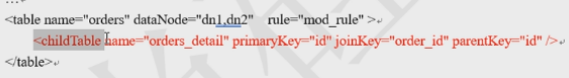 <table name="orders" dataNode="dn1,dn2" rule="mod_rule" >
<childTable name="orders_detail" primaryKey="id" joinKey="order_id" parentKey="id" />
</table>